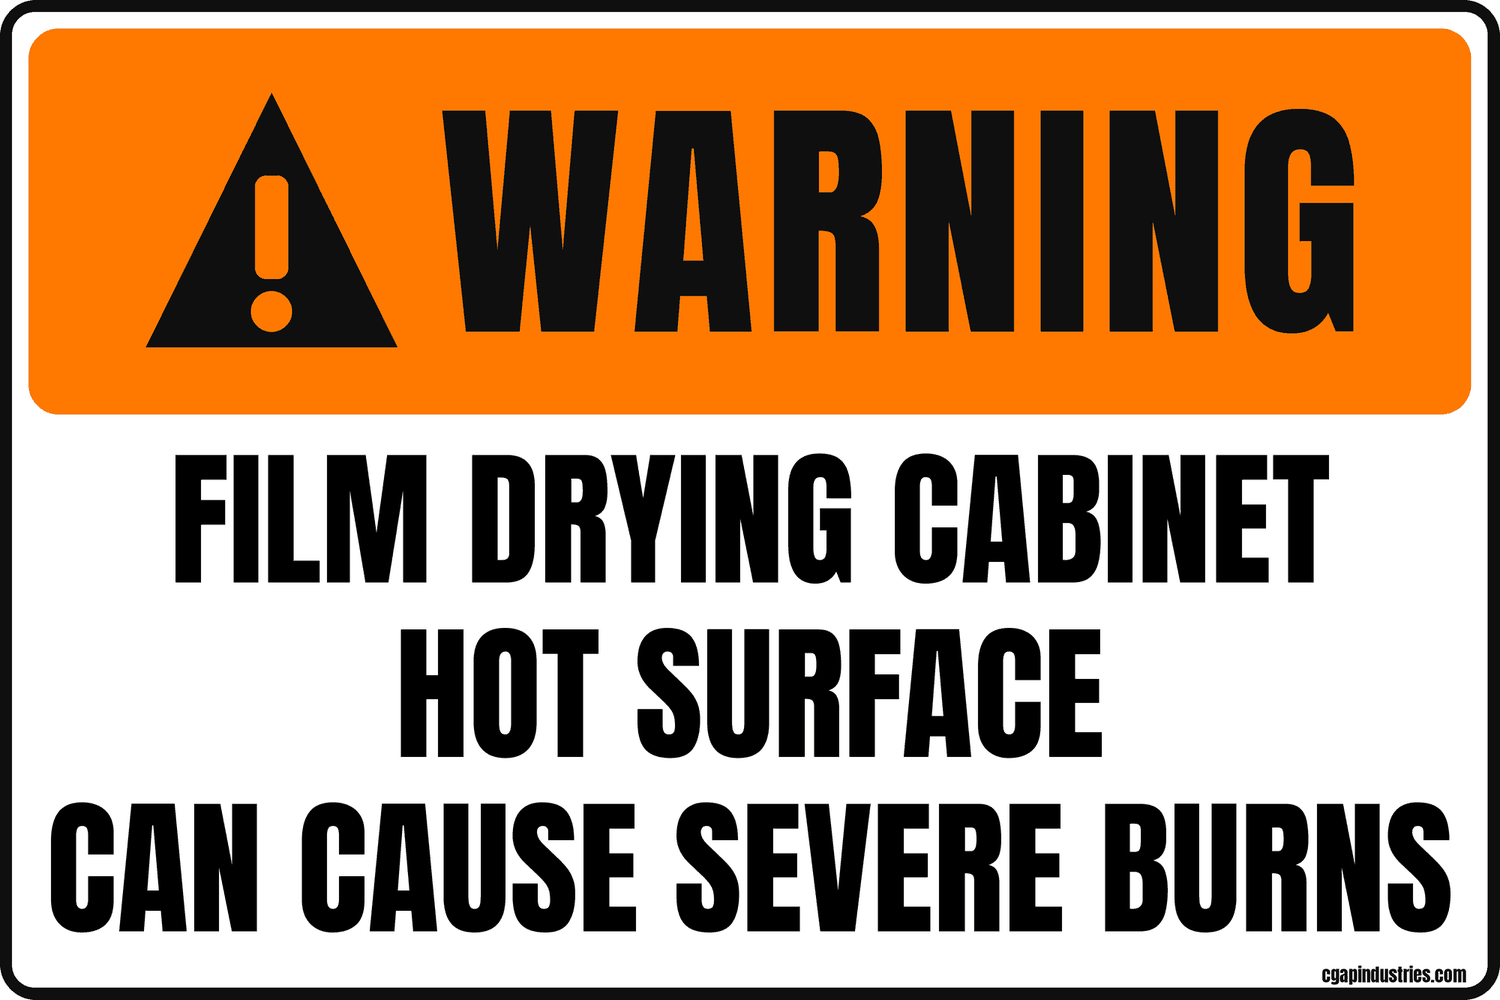 WARNING
FILM DRYING CABINET
HOT SURFACE
CAN CAUSE SEVERE BURNS
cgapindustries.com